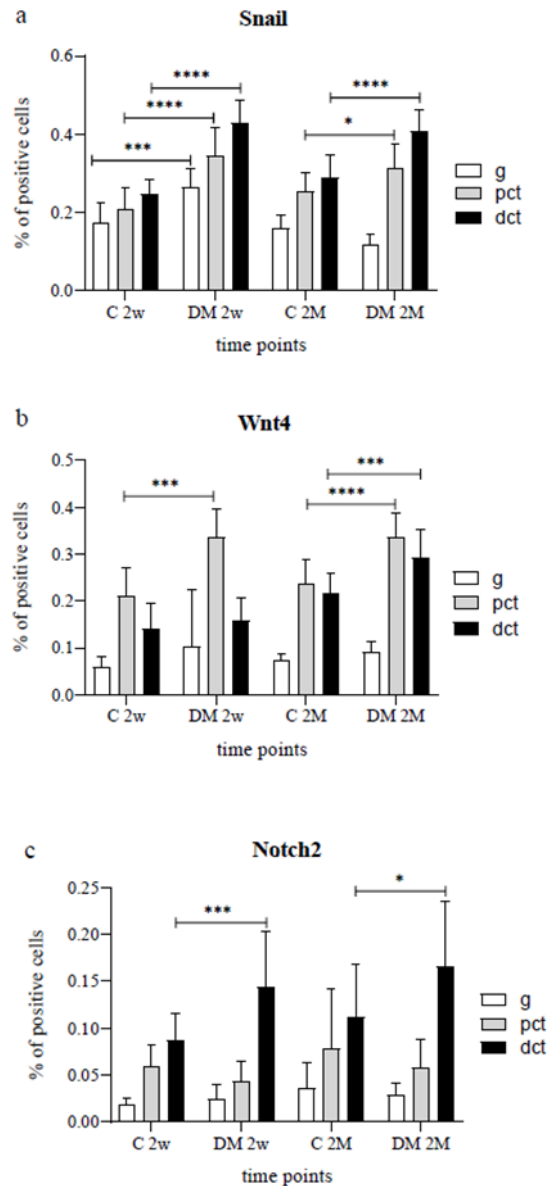 a
Snail
0.6
0.4
0.2
0.0
% of positive cells
****
****
***
****
*
C 2w DM 2w C 2M DM 2M
time points
g
pct
dct
b
Wnt4
0.5
0.4
0.3
0.2
0.1
0.0
% of positive cells
***
***
****
C 2w DM 2w C 2M DM 2M
time points
g
pct
dct
c
Notch2
0.25
0.20
0.15
0.10
0.05
0.00
% of positive cells
***
*
C 2w DM 2w C 2M DM 2M
time points
g
pct
dct